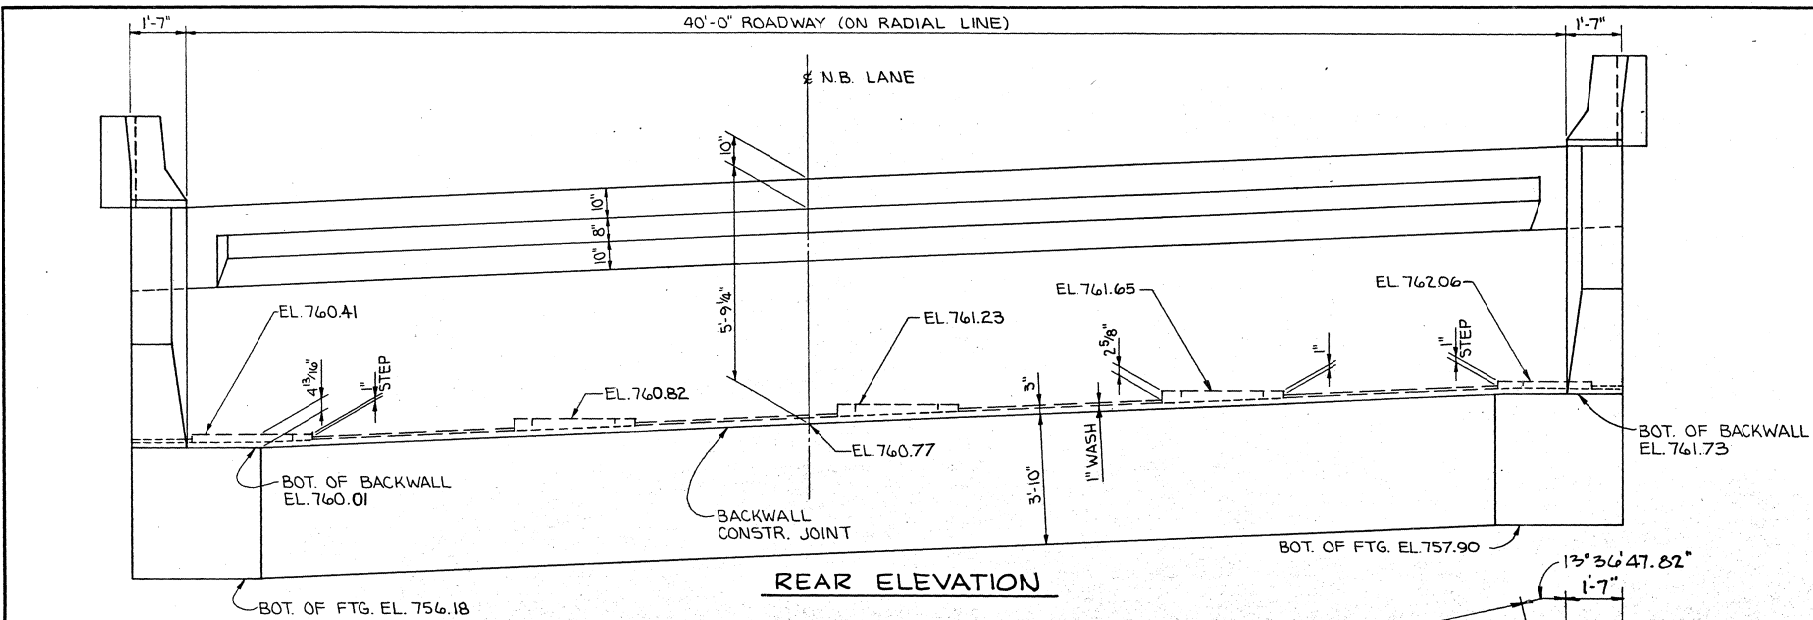 1'-7"
40'-0" ROADWAY (ON RADIAL LINE)
1'-7"
℄ N.B. LANE
10"
10"
8"
10"
5'-9 1/4"
EL.760.41
EL.761.23
EL.761.65
EL.762.06
4 13/16"
1"
STEP
2 5/8"
1"
1"
STEP
EL.760.82
3"
EL.760.77
1" WASH
3'-10"
BOT. OF BACKWALL
EL.760.01
BACKWALL
CONSTR. JOINT
BOT. OF BACKWALL
EL.761.73
BOT. OF FTG. EL.757.90
REAR ELEVATION
13°36'47.82"
1'-7"
BOT. OF FTG. EL.756.18